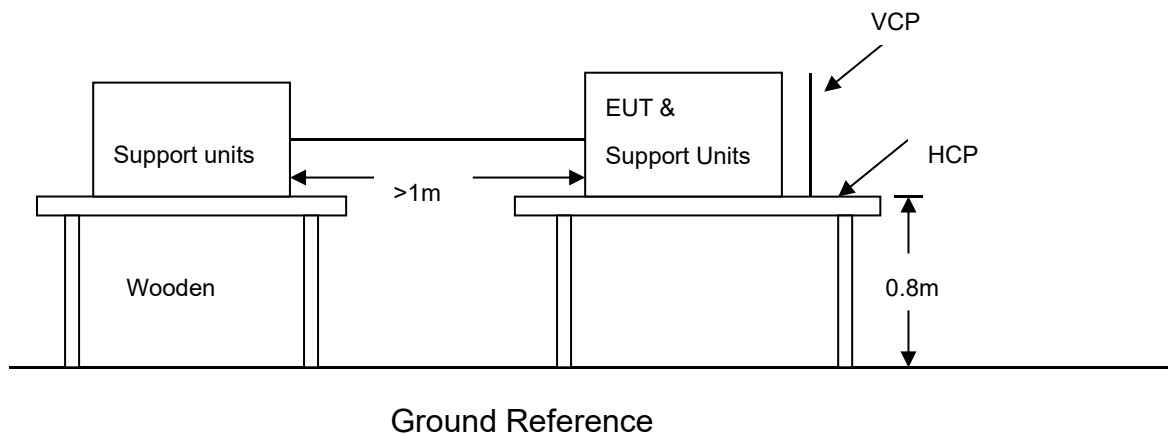 VCP
EUT &
Support Units
Support units
HCP
>1m
Wooden
0.8m
Ground Reference